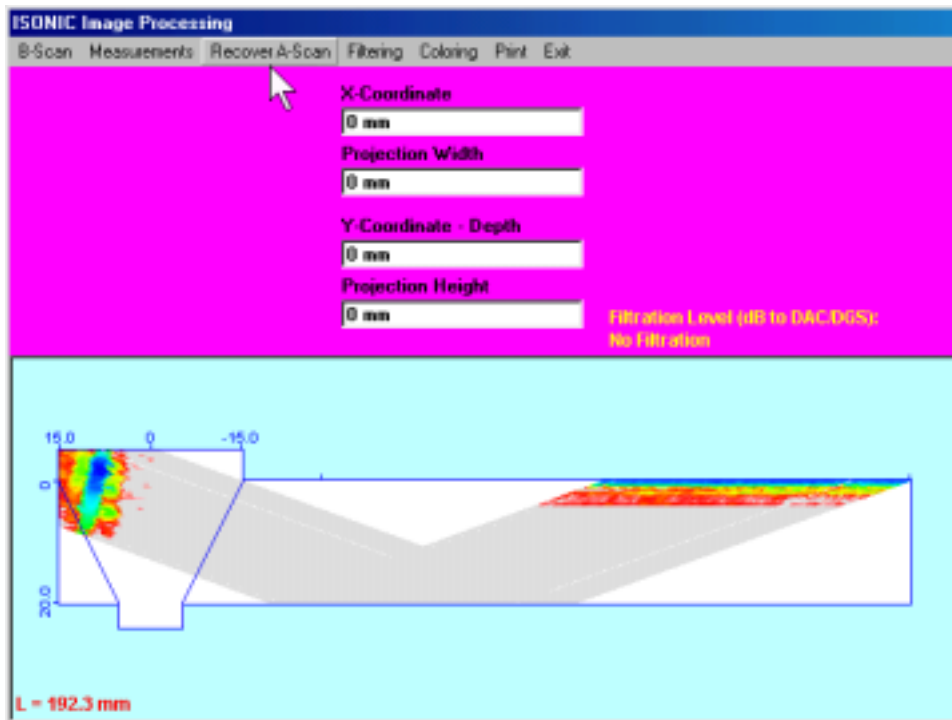 ISONIC Image Processing
B-Scan Measurements Recover A-Scan Filtering Coloring Print Exit
X-Coordinate
0 mm
Projection Width
0 mm
Y-Coordinate - Depth
0 mm
Projection Height
0 mm
Filtration Level (dB to DAC/DGS):
No Filtration
15.0 0 -15.0
0
20.0
L = 192.3 mm